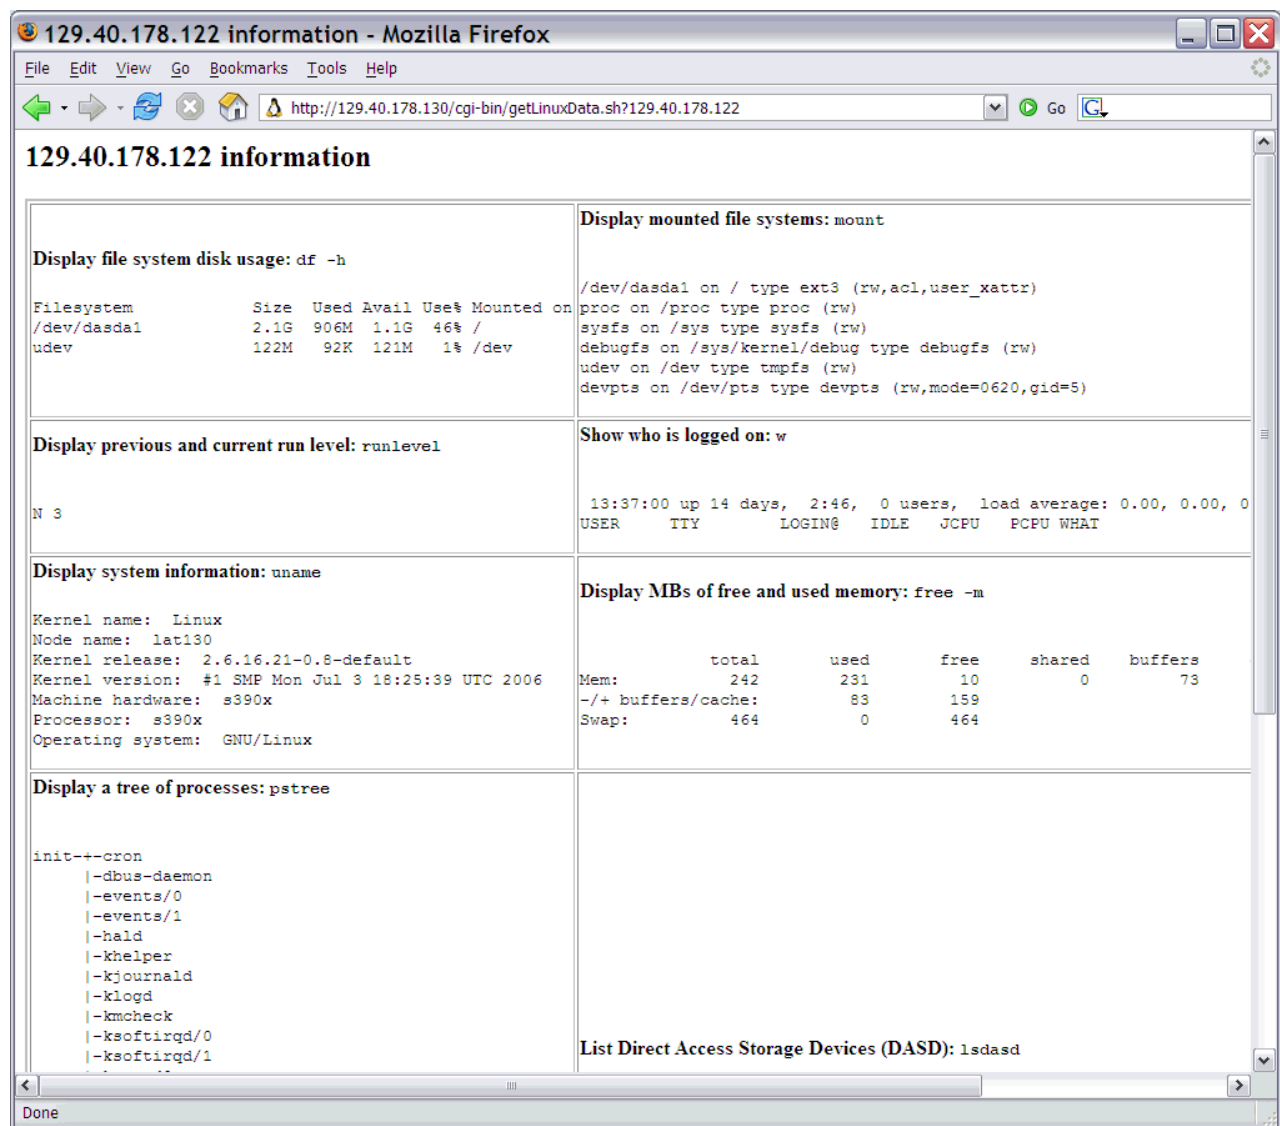 129.40.178.122 information - Mozilla Firefox
File Edit View Go Bookmarks Tools Help
http://129.40.178.130/cgi-bin/getLinuxData.sh?129.40.178.122 Go G
129.40.178.122 information
Display file system disk usage: df -h
Filesystem Size Used Avail Use% Mounted on
/dev/dasda1 2.1G 906M 1.1G 46% /
udev 122M 92K 121M 1% /dev
Display mounted file systems: mount
/dev/dasda1 on / type ext3 (rw,acl,user_xattr)
proc on /proc type proc (rw)
sysfs on /sys type sysfs (rw)
debugfs on /sys/kernel/debug type debugfs (rw)
udev on /dev type tmpfs (rw)
devpts on /dev/pts type devpts (rw,mode=0620,gid=5)
Display previous and current run level: runlevel
N 3
Show who is logged on: w
13:37:00 up 14 days, 2:46, 0 users, load average: 0.00, 0.00, 0
USER TTY LOGIN@ IDLE JCPU PCPU WHAT
Display system information: uname
Kernel name: Linux
Node name: lat130
Kernel release: 2.6.16.21-0.8-default
Kernel version: #1 SMP Mon Jul 3 18:25:39 UTC 2006
Machine hardware: s390x
Processor: s390x
Operating system: GNU/Linux
Display MBs of free and used memory: free -m
total used free shared buffers
Mem: 242 231 10 0 73
-/+ buffers/cache: 83 159
Swap: 464 0 464
Display a tree of processes: pstree
init-+-cron
|-dbus-daemon
|-events/0
|-events/1
|-hald
|-khelper
|-kjournald
|-klogd
|-kmcheck
|-ksoftirqd/0
|-ksoftirqd/1
List Direct Access Storage Devices (DASD): lsdasd
Done